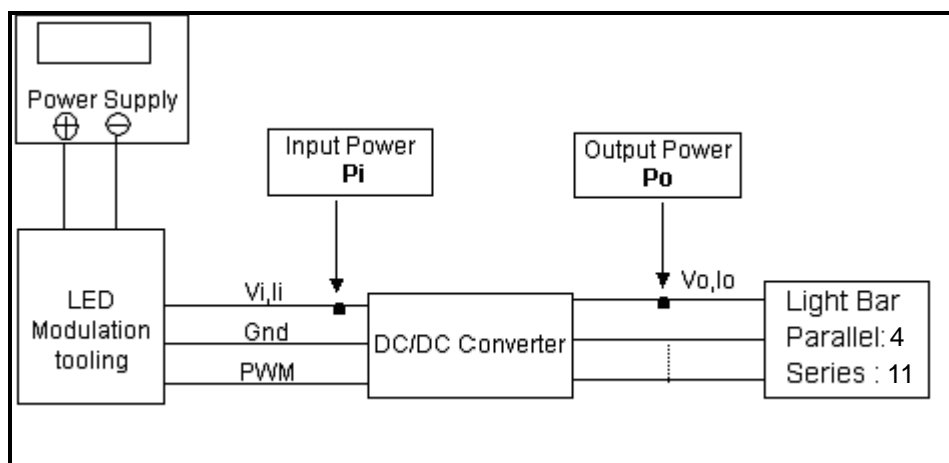 Power Supply
Input Power
Pi
Output Power
Po
LED
Modulation
tooling
Vi,Ii
Gnd
PWM
DC/DC Converter
Vo,Io
Light Bar
Parallel: 4
Series : 11